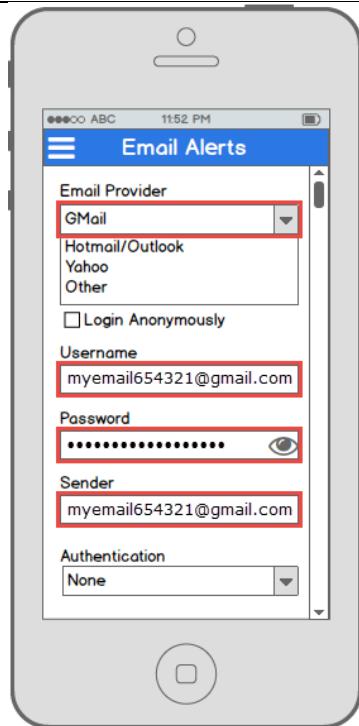 ABC 11:52 PM
Email Alerts
Email Provider
GMail
Hotmail/Outlook
Yahoo
Other
Login Anonymously
Username
myemail654321@gmail.com
Password
••••••••••••••••••
Sender
myemail654321@gmail.com
Authentication
None